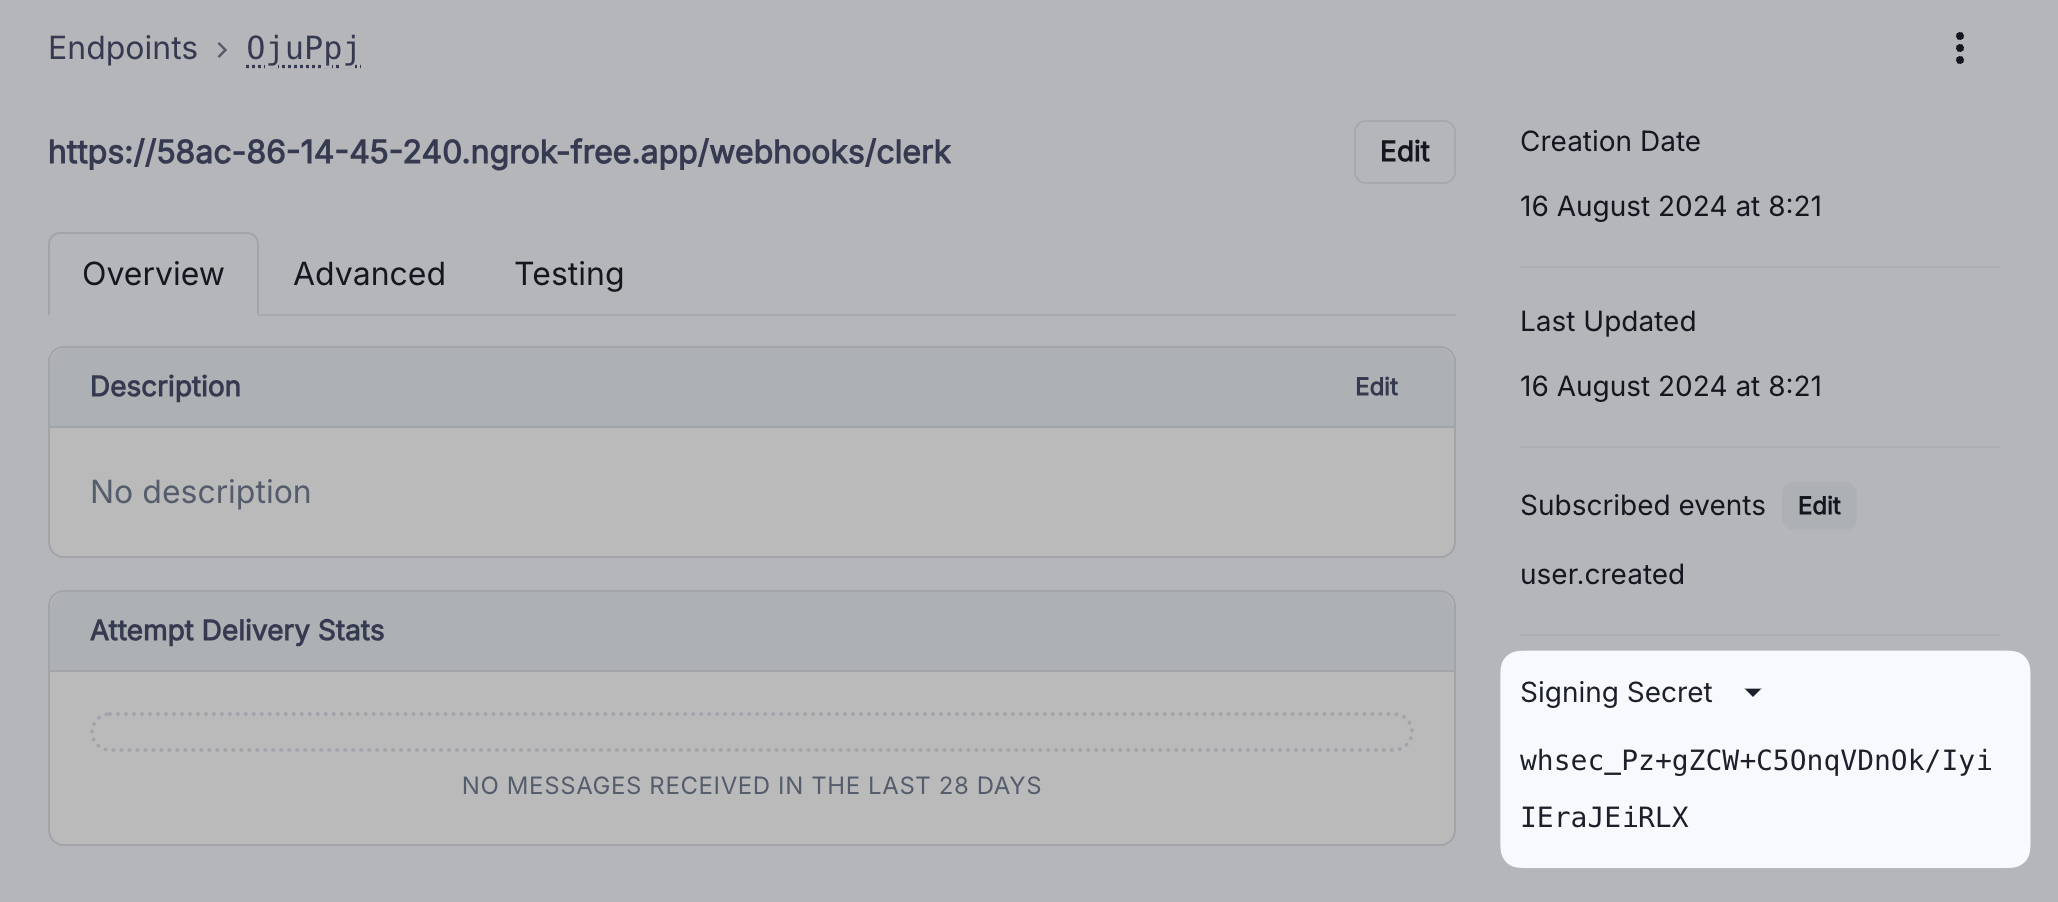 Endpoints › OjuPpj
https://58ac-86-14-45-240.ngrok-free.app/webhooks/clerk
Edit
Overview
Advanced
Testing
Description
Edit
No description
Attempt Delivery Stats
NO MESSAGES RECEIVED IN THE LAST 28 DAYS
Creation Date
16 August 2024 at 8:21
Last Updated
16 August 2024 at 8:21
Subscribed events
Edit
user.created
Signing Secret
whsec_Pz+gZCW+C5OnqVDnOk/Iyi
IEraJEiRLX